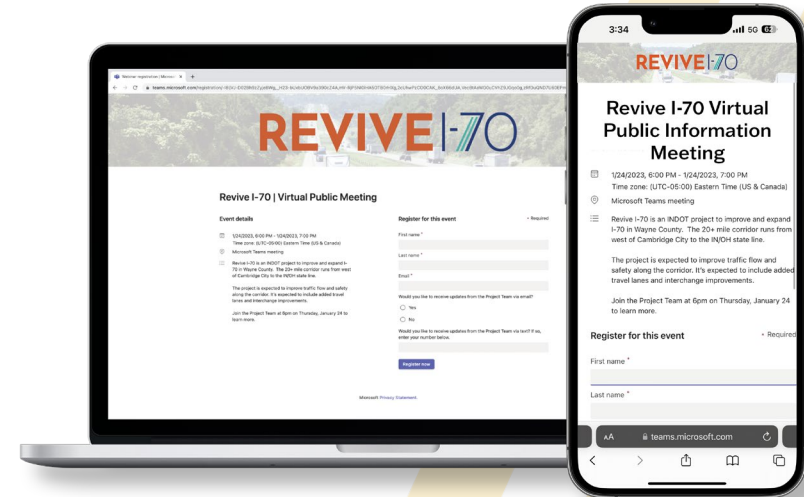 Webinar registration | Microsof
REVIVE I-70
Revive I-70 | Virtual Public Meeting
Event details
1/24/2023, 6:00 PM - 1/24/2023, 7:00 PM
Time zone: (UTC-05:00) Eastern Time (US & Canada)
Microsoft Teams meeting
Revive I-70 is an INDOT project to improve and expand I-
70 in Wayne County. The 20+ mile corridor runs from west
of Cambridge City to the IN/OH state line.
The project is expected to improve traffic flow and safety
along the corridor. It's expected to include added travel
lanes and interchange improvements.
Join the Project Team at 6pm on Thursday, January 24 to
learn more.
Register for this event
* Required
First name *
Last name *
Email *
Would you like to receive updates from the Project Team via email?
Yes
No
Would you like to receive updates from the Project Team via text? If so,
enter your number below.
Register now
Microsoft Privacy Statement
3:34
5G 62
REVIVE I-70
Revive I-70 Virtual
Public Information
Meeting
1/24/2023, 6:00 PM - 1/24/2023, 7:00 PM
Time zone: (UTC-05:00) Eastern Time (US & Canada)
Microsoft Teams meeting
Revive I-70 is an INDOT project to improve and expand
I-70 in Wayne County. The 20+ mile corridor runs from
west of Cambridge City to the IN/OH state line.
The project is expected to improve traffic flow and
safety along the corridor. It's expected to include added
travel lanes and interchange improvements.
Join the Project Team at 6pm on Thursday, January 24
to learn more.
Register for this event
* Required
First name *
Last name *
AA teams.microsoft.com